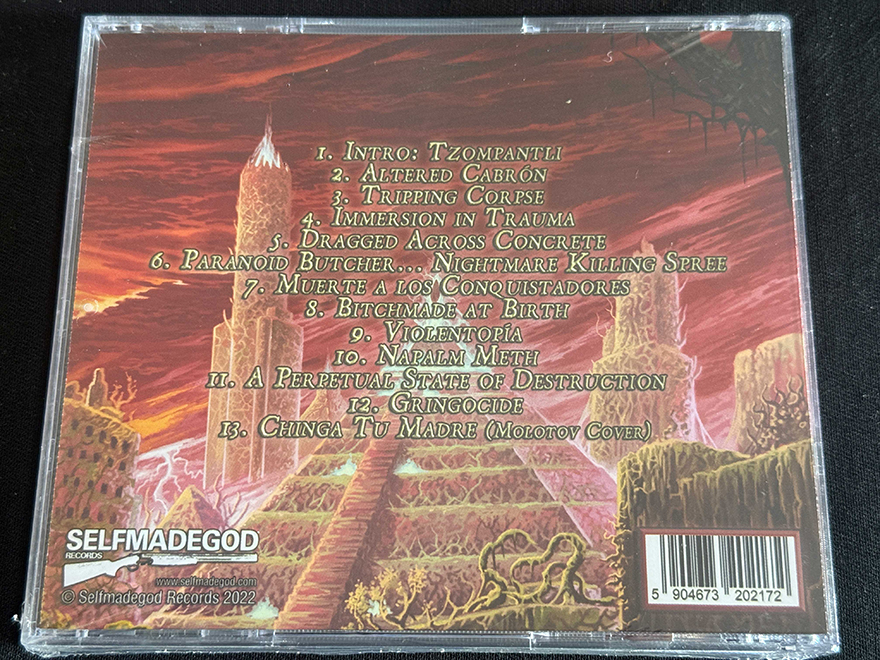 1. Intro: Tzompantli
2. Altered Cabrón
3. Tripping Corpse
4. Immersion in Trauma
5. Dragged Across Concrete
6. Paranoid Butcher... Nightmare Killing Spree
7. Muerte a los Conquistadores
8. Bitchmade at Birth
9. Violentopía
10. Napalm Meth
11. A Perpetual State of Destruction
12. Gringocide
13. Chinga Tu Madre (Molotov Cover)
SELFMADEGOD
RECORDS
www.selfmadegod.com
© Selfmadegod Records 2022
5 904673 202172